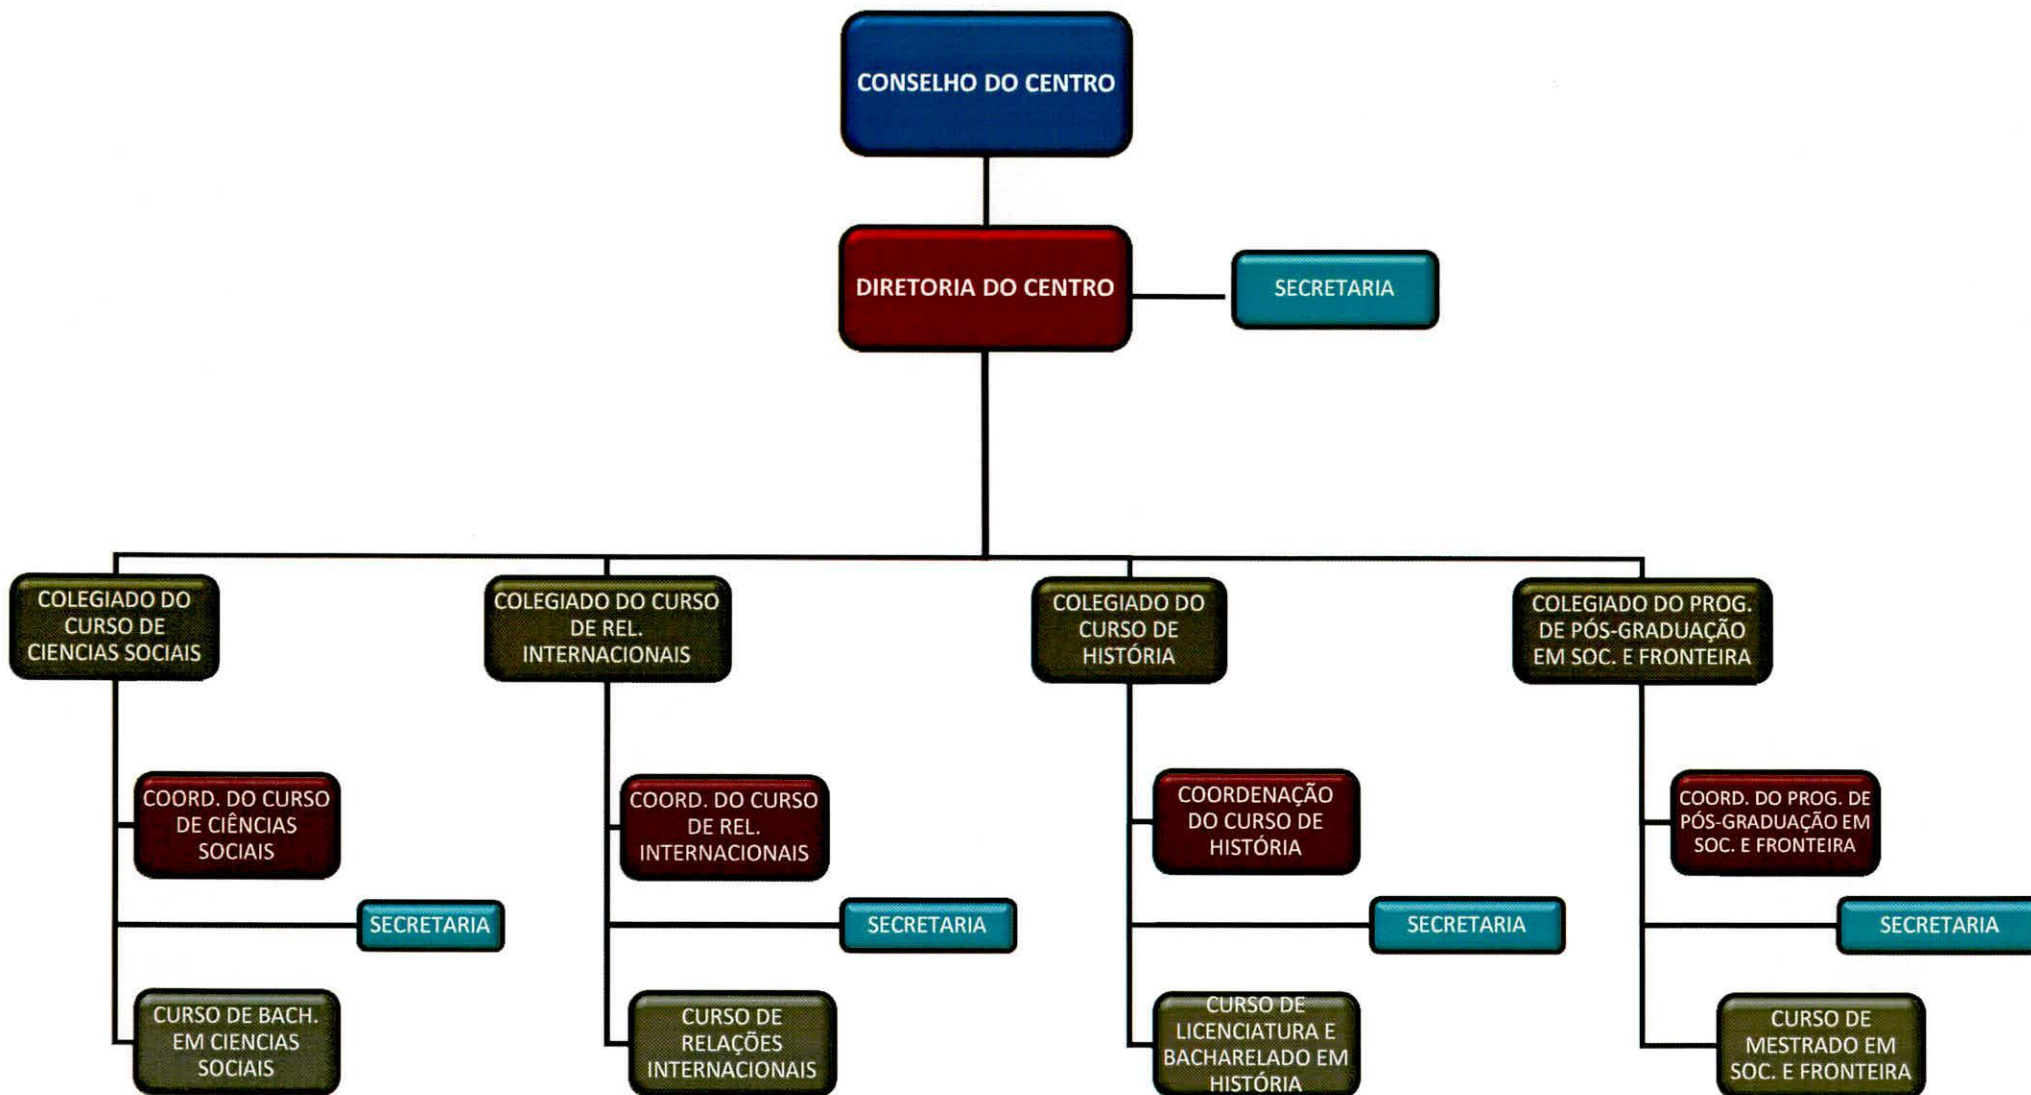 CONSELHO DO CENTRO
DIRETORIA DO CENTRO
SECRETARIA
COLEGIADO DO
CURSO DE
CIENCIAS SOCIAIS
COLEGIADO DO CURSO
DE REL.
INTERNACIONAIS
COLEGIADO DO
CURSO DE
HISTÓRIA
COLEGIADO DO PROG.
DE PÓS-GRADUAÇÃO
EM SOC. E FRONTEIRA
COORD. DO CURSO
DE CIÊNCIAS
SOCIAIS
COORD. DO CURSO
DE REL.
INTERNACIONAIS
COORDENAÇÃO
DO CURSO DE
HISTÓRIA
COORD. DO PROG. DE
PÓS-GRADUAÇÃO EM
SOC. E FRONTEIRA
SECRETARIA
SECRETARIA
SECRETARIA
SECRETARIA
CURSO DE BACH.
EM CIENCIAS
SOCIAIS
CURSO DE
RELAÇÕES
INTERNACIONAIS
CURSO DE
LICENCIATURA E
BACHARELADO EM
HISTÓRIA
CURSO DE
MESTRADO EM
SOC. E FRONTEIRA